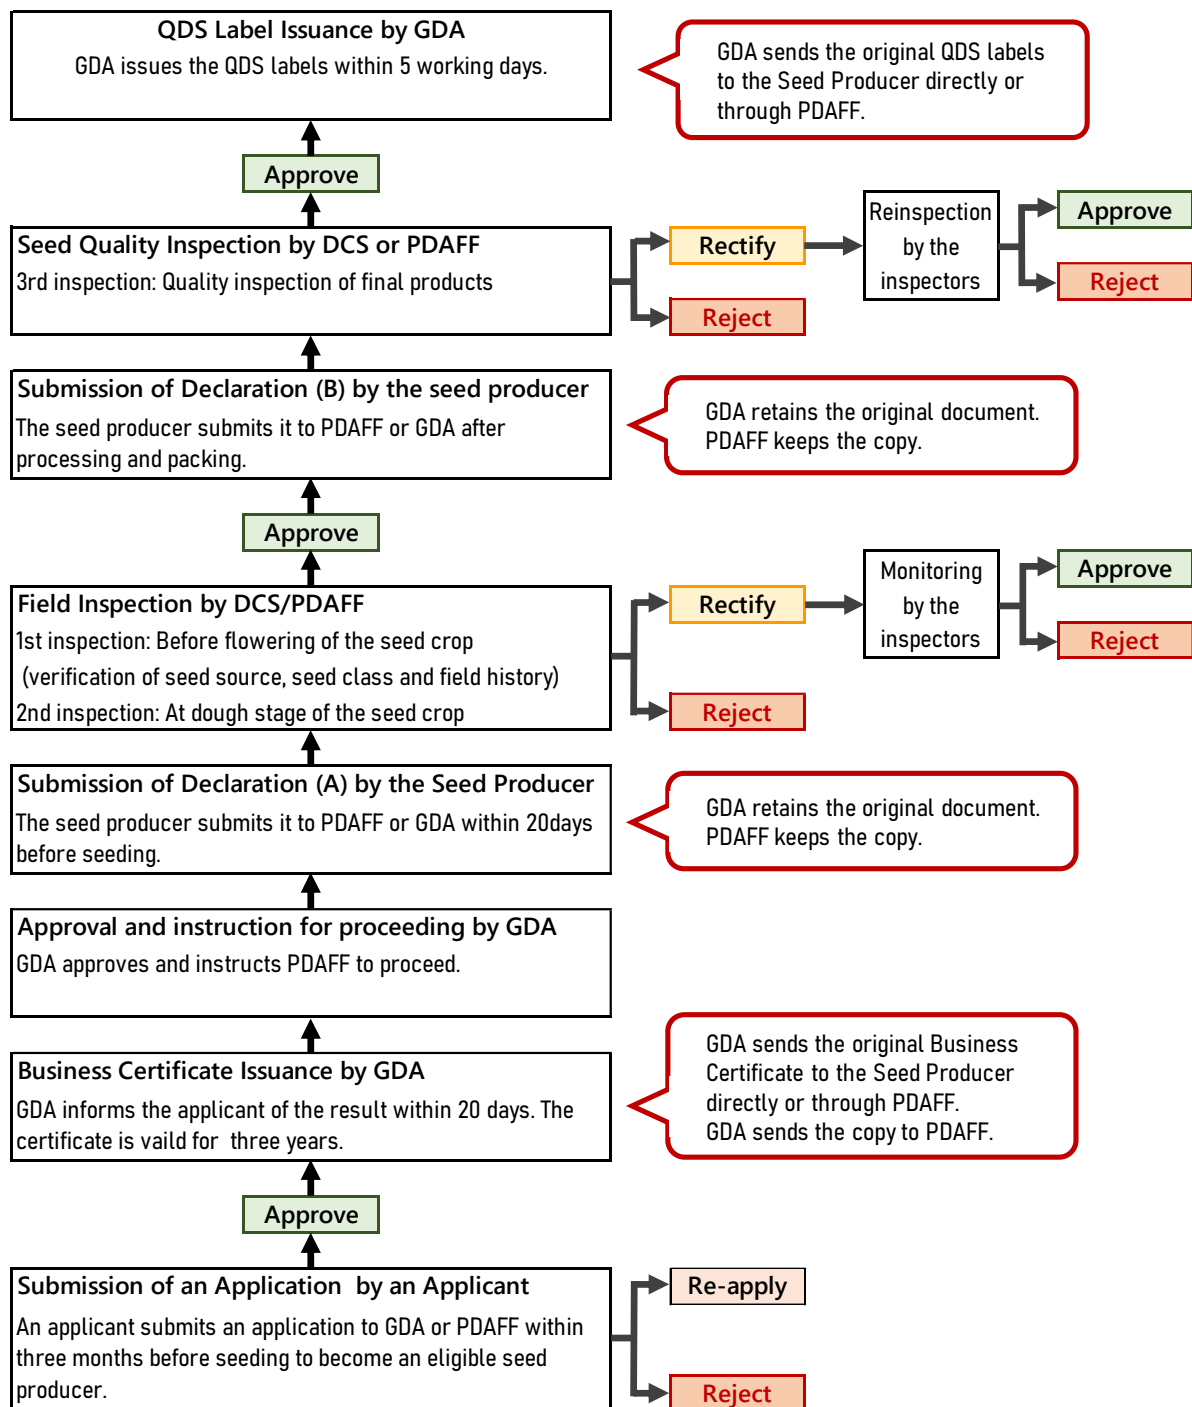 QDS Label Issuance by GDA
GDA issues the QDS labels within 5 working days.
GDA sends the original QDS labels
to the Seed Producer directly or
through PDAFF.
Approve
Seed Quality Inspection by DCS or PDAFF
3rd inspection: Quality inspection of final products
Rectify
Reject
Reinspection
by the
inspectors
Approve
Reject
Submission of Declaration (B) by the seed producer
The seed producer submits it to PDAFF or GDA after
processing and packing.
GDA retains the original document.
PDAFF keeps the copy.
Approve
Field Inspection by DCS/PDAFF
1st inspection: Before flowering of the seed crop
(verification of seed source, seed class and field history)
2nd inspection: At dough stage of the seed crop
Rectify
Reject
Monitoring
by the
inspectors
Approve
Reject
Submission of Declaration (A) by the Seed Producer
The seed producer submits it to PDAFF or GDA within 20days
before seeding.
GDA retains the original document.
PDAFF keeps the copy.
Approval and instruction for proceeding by GDA
GDA approves and instructs PDAFF to proceed.
Business Certificate Issuance by GDA
GDA informs the applicant of the result within 20 days. The
certificate is vaild for  three years.
GDA sends the original Business
Certificate to the Seed Producer
directly or through PDAFF.
GDA sends the copy to PDAFF.
Approve
Submission of an Application  by an Applicant
An applicant submits an application to GDA or PDAFF within
three months before seeding to become an eligible seed
producer.
Re-apply
Reject